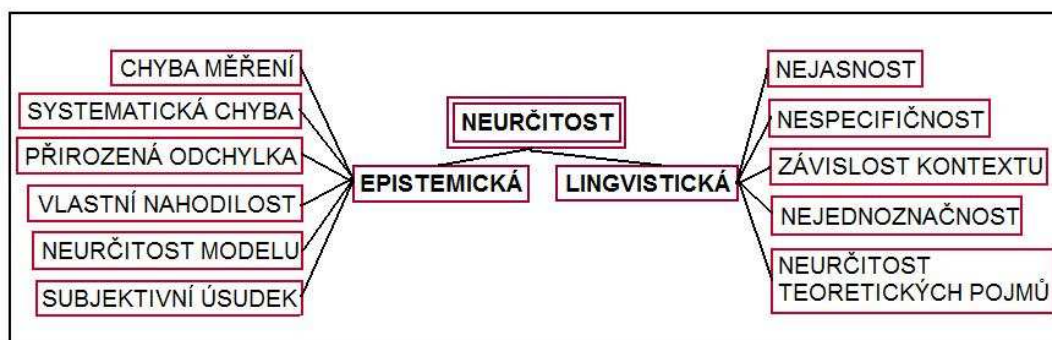 NEURČITOST
EPISTEMICKÁ
CHYBA MĚŘENÍ
SYSTEMATICKÁ CHYBA
PŘIROZENÁ ODCHYLKA
VLASTNÍ NAHODILOST
NEURČITOST MODELU
SUBJEKTIVNÍ ÚSUDEK
LINGVISTICKÁ
NEJASNOST
NESPECIFIČNOST
ZÁVISLOST KONTEXTU
NEJEDNOZNAČNOST
NEURČITOST
TEORETICKÝCH POJMŮ